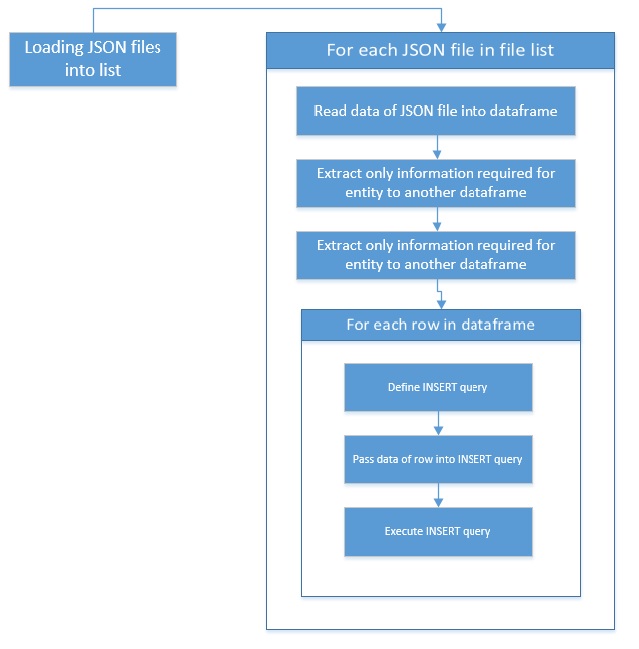 Loading JSON files
into list
For each JSON file in file list
Read data of JSON file into dataframe
Extract only information required for
entity to another dataframe
Extract only information required for
entity to another dataframe
For each row in dataframe
Define INSERT query
Pass data of row into INSERT query
Execute INSERT query